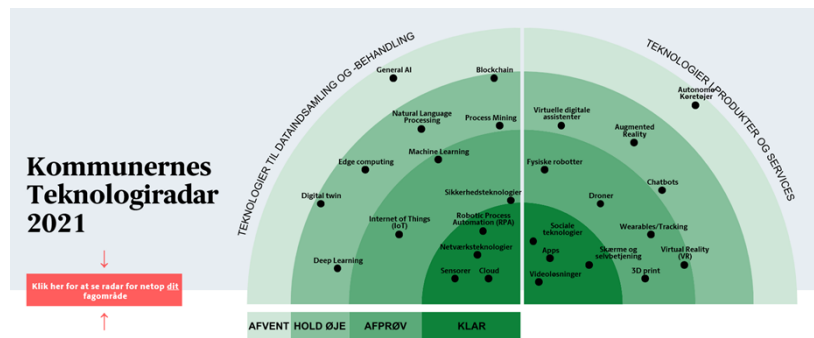 Kommunernes
Teknologiradar
2021
Klik her for at se radar for netop dit
fagområde
TEKNOLOGIER TIL DATAINDSAMLING OG -BEHANDLING
TEKNOLOGIER I PRODUKTER OG SERVICES
General AI
Blockchain
Natural Language
Processing
Process Mining
Machine Learning
Edge computing
Digital twin
Sikkerhedsteknologier
Internet of Things
(IoT)
Robotic Process
Automation (RPA)
Netværksteknologier
Deep Learning
Sensorer
Cloud
Autonome
Køretøjer
Virtuelle digitale
assistenter
Augmented
Reality
Fysiske robotter
Chatbots
Droner
Sociale
teknologier
Wearables/Tracking
Apps
Skærme og
selvbetjening
Virtual Reality
(VR)
Videoløsninger
3D print
AFVENT
HOLD ØJE
AFPRØV
KLAR